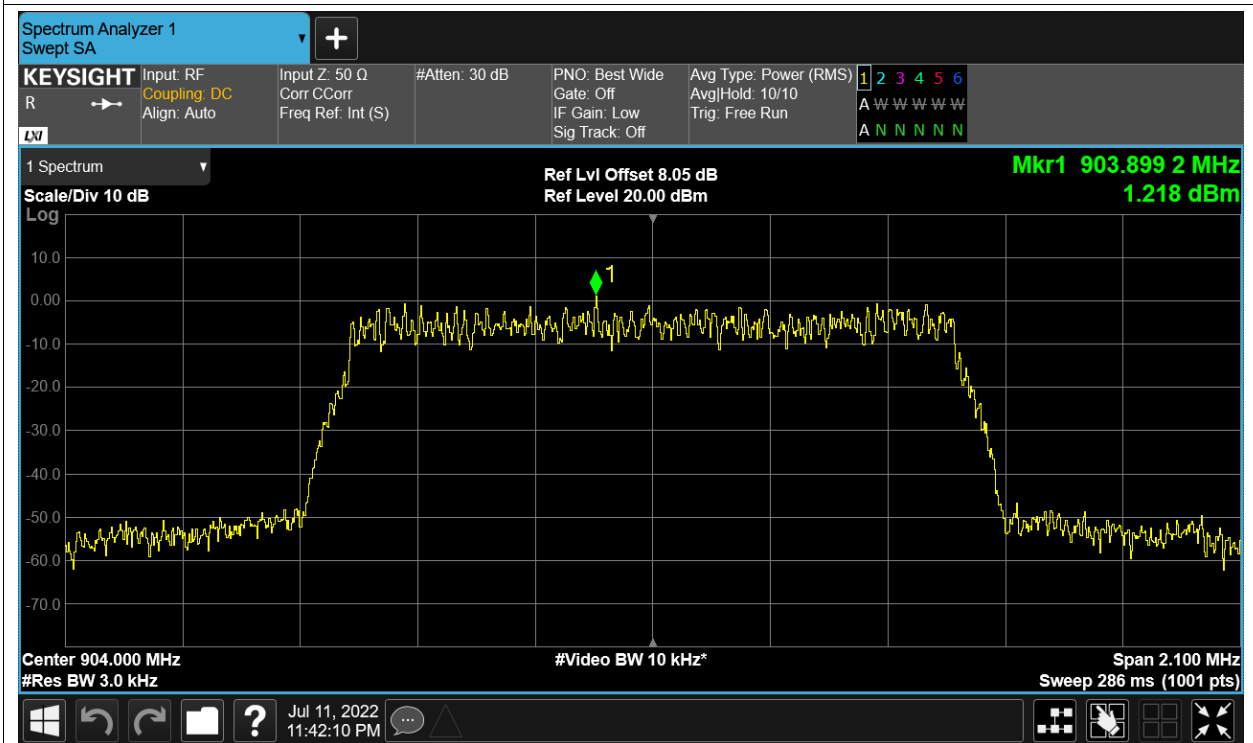 Spectrum Analyzer 1
Swept SA
+
KEYSIGHT
R
LXI
Input: RF
Coupling: DC
Align: Auto
Input Z: 50 Ω
Corr CCorr
Freq Ref: Int (S)
#Atten: 30 dB
PNO: Best Wide
Gate: Off
IF Gain: Low
Sig Track: Off
Avg Type: Power (RMS)
Avg|Hold: 10/10
Trig: Free Run
1 2 3 4 5 6
A W W W W W
A N N N N N
1 Spectrum
Scale/Div 10 dB
Log
Ref Lvl Offset 8.05 dB
Ref Level 20.00 dBm
Mkr1 903.899 2 MHz
1.218 dBm
1
10.0
0.00
-10.0
-20.0
-30.0
-40.0
-50.0
-60.0
-70.0
Center 904.000 MHz
#Res BW 3.0 kHz
#Video BW 10 kHz*
Span 2.100 MHz
Sweep 286 ms (1001 pts)
?
Jul 11, 2022
11:42:10 PM